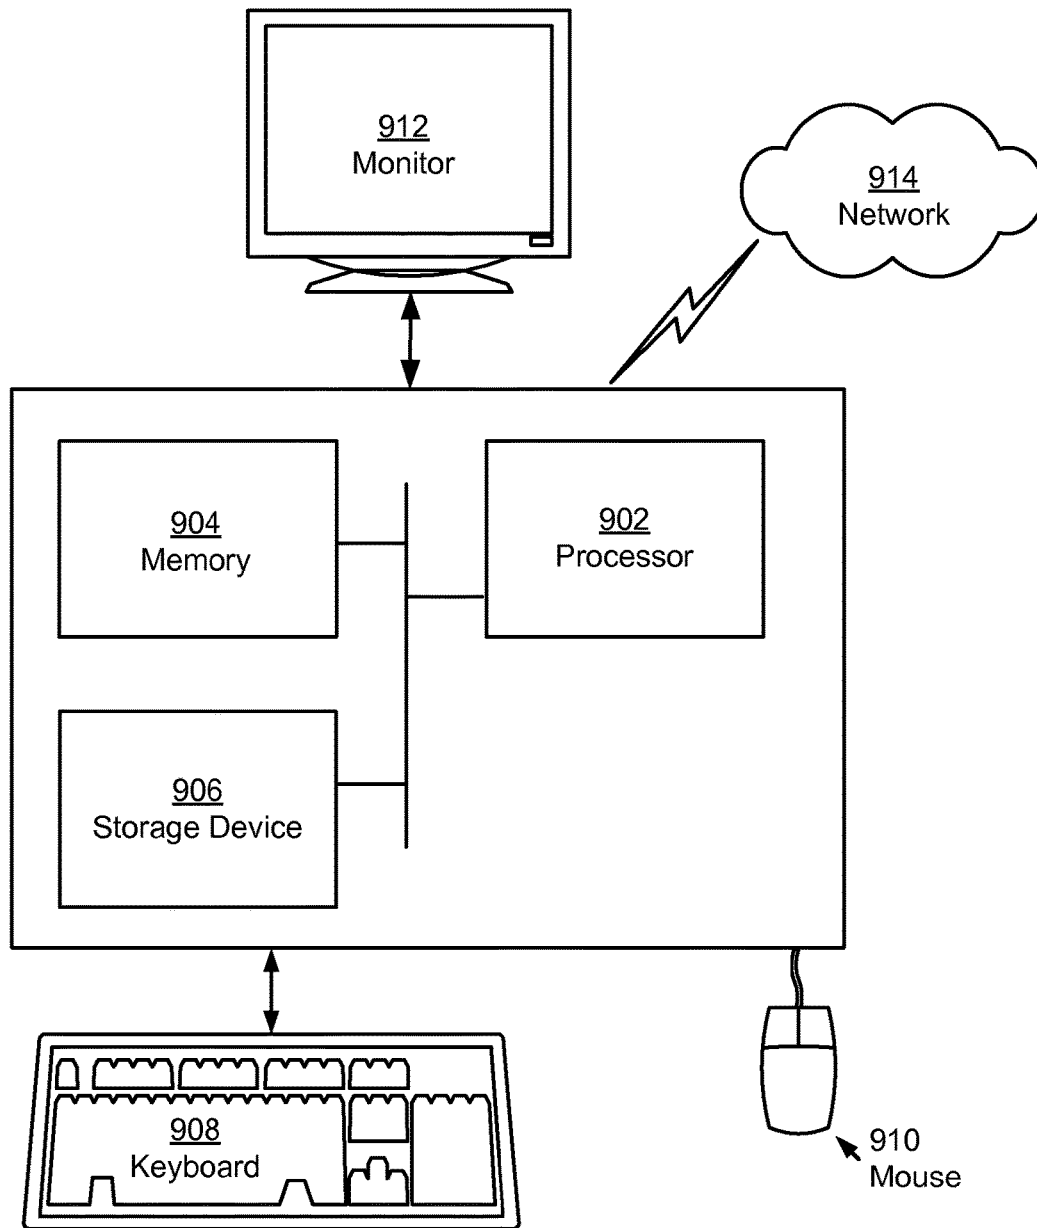 912
Monitor
914
Network
904
Memory
902
Processor
906
Storage Device
908
Keyboard
910
Mouse